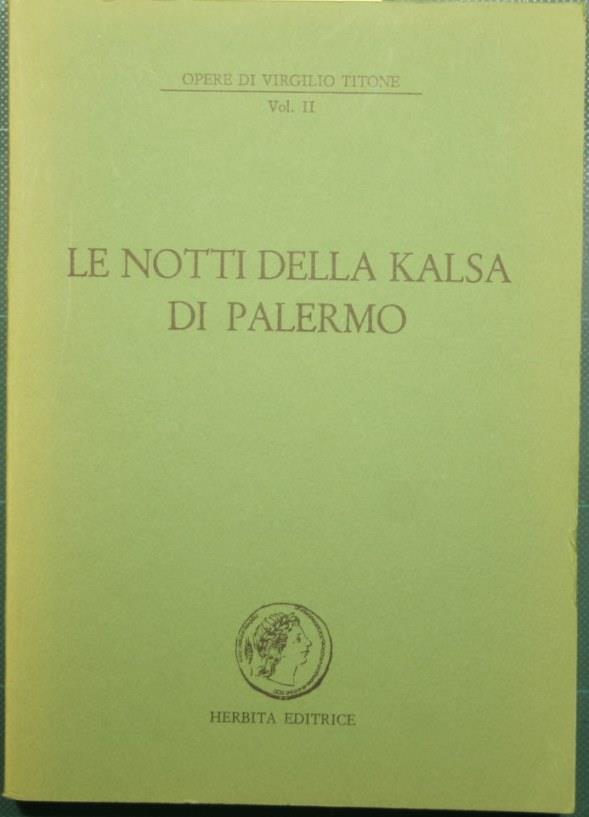 OPERE DI VIRGILIO TITONE
Vol. II
LE NOTTI DELLA KALSA
DI PALERMO
HERBITA EDITRICE